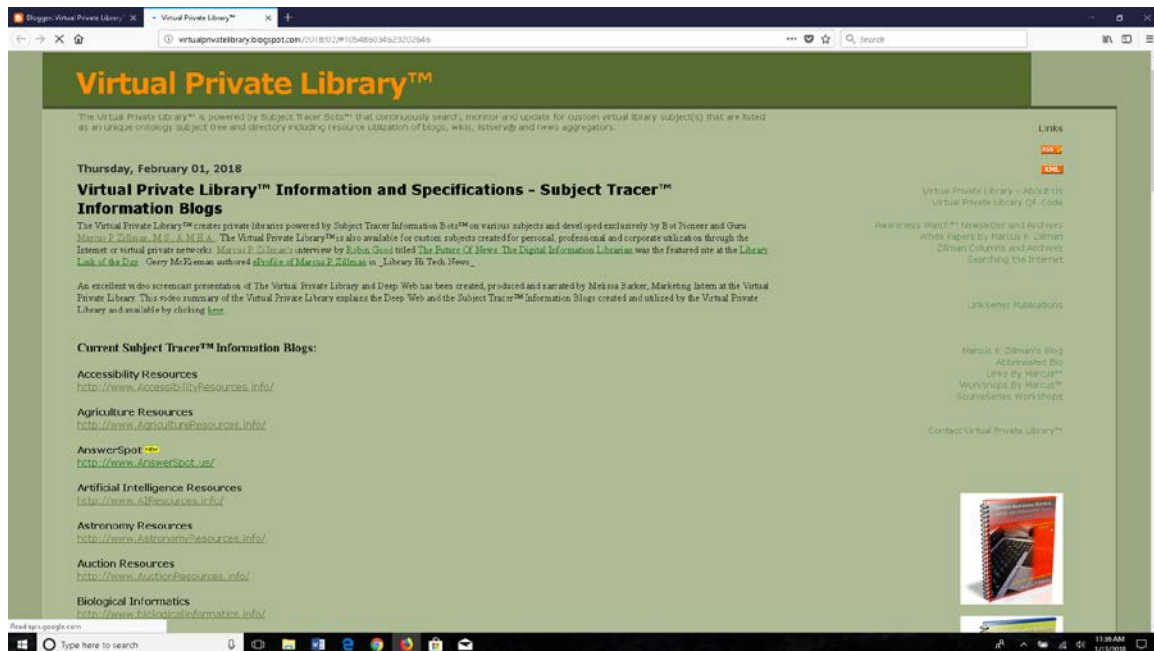 Blogger: Virtual Private Library
Virtual Private Library™
virtualprivatelibrary.blogspot.com/2018/02/#105486034623202646
Search
Virtual Private Library™
The Virtual Private Library™ is powered by Subject Tracer Bots™ that continuously search, monitor and update for custom virtual library subject(s) that are listed
as an unique ontology subject tree and directory including resource utilization of blogs, wikis, listserv® and news aggregators.
Links
RSS
XML
Thursday, February 01, 2018
Virtual Private Library™ Information and Specifications - Subject Tracer™
Information Blogs
The Virtual Private Library™ creates private libraries powered by Subject Tracer Information Bots™ on various subjects and developed exclusively by Bot Pioneer and Guru
Marcus P. Zillman, M.S., A.M.H.A.. The Virtual Private Library™ is also available for custom subjects created for personal, professional and corporate utilization through the
Internet or virtual private networks. Marcus P. Zillman's interview by Robin Good titled The Future Of News: The Digital Information Librarian was the featured site at the Library
Link of the Day. Gerry McKiernan authored eProfile of Marcus P. Zillman in _Library Hi Tech News_
An excellent video screencast presentation of The Virtual Private Library and Deep Web has been created, produced and narrated by Melissa Barker, Marketing Intern at the Virtual
Private Library. This video summary of the Virtual Private Library explains the Deep Web and the Subject Tracer™ Information Blogs created and utilized by the Virtual Private
Library and available by clicking here.
Current Subject Tracer™ Information Blogs:
Accessibility Resources
http://www.AccessibilityResources.info/
Agriculture Resources
http://www.AgricultureResources.info/
AnswerSpot NEW
http://www.AnswerSpot.us/
Artificial Intelligence Resources
http://www.AIResources.info/
Astronomy Resources
http://www.AstronomyResources.info/
Auction Resources
http://www.AuctionResources.info/
Biological Informatics
http://www.biologicalinformatics.info/
Virtual Private Library - About Us
Virtual Private Library QR Code
Awareness Watch™ Newsletter and Archives
White Papers by Marcus P. Zillman
Zillman Columns and Archives
Searching the Internet
LinkSeries Publications
Marcus P. Zillman's Blog
Abbreviated Bio
Links By Marcus™
Workshops By Marcus™
SourceSeries Workshops
Contact Virtual Private Library™
Read apis.google.com
Type here to search
11:36 AM
1/13/2018